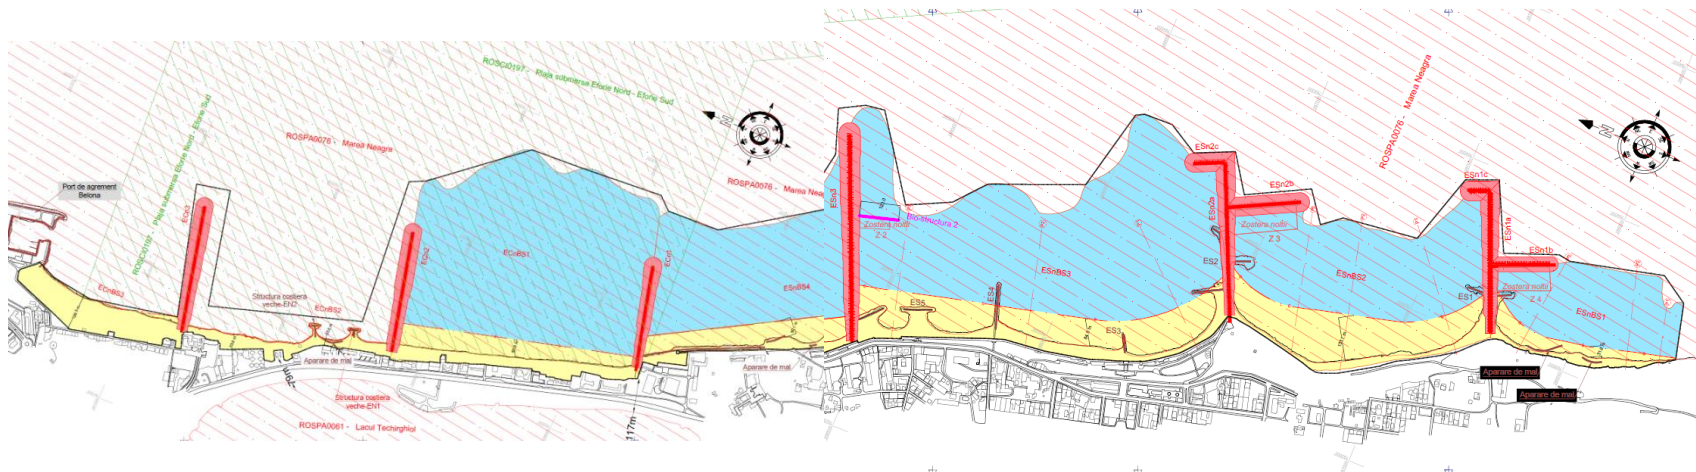 ROSCI0197 - Plaja submersa Eforie Nord - Eforie Sud
ROSCI0197 - Plaja submersa Eforie Nord - Eforie Sud
ROSPA0076 - Marea Neagra
ROSPA0076 - Marea Nea
ROSPA0076 - Marea Neagra
N
N
Port de agrement
Belona
ECn3
ECn2
ECn1
ECnBS1
ECnBS2
ECnBS3
Structura costiera
veche-EN2
Aparare de mal
Structura costiera
veche-EN1
ROSPA0061 - Lacul Techirghiol
117m
Aparare de mal
ESnBS4
ESn3
Bio-structura 2
Zostera noltii
Z 2
ES5
ES4
ES3
ESnBS3
ESn2c
ESn2b
ESn2a
Zostera noltii
Z 3
ES2
ESnBS2
ESn1c
ESn1a
ESn1b
Zostera noltii
Z 4
ES1
ESnBS1
Aparare de mal
Aparare de mal